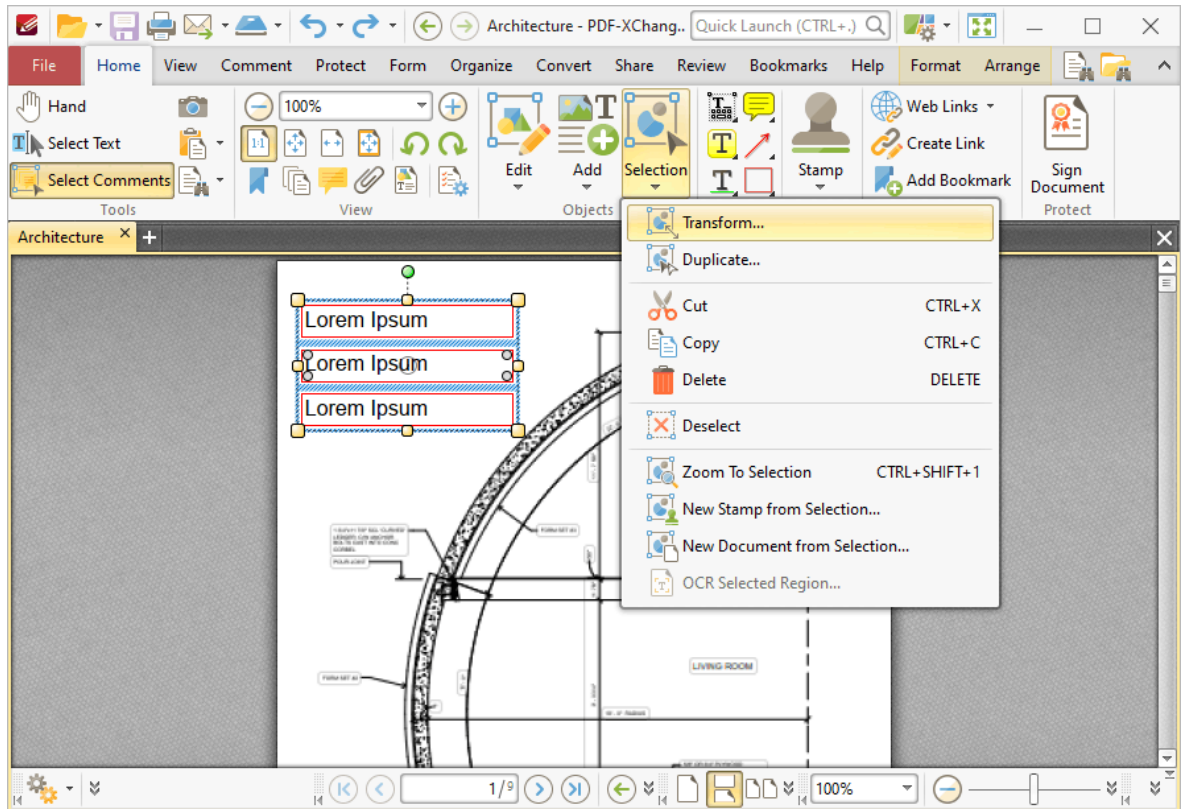 Architecture - PDF-XChang.. Quick Launch (CTRL+.)
File Home View Comment Protect Form Organize Convert Share Review Bookmarks Help Format Arrange
Hand
Select Text
Select Comments
Tools
100%
1:1
View
Edit
Add
Selection
Objects
Stamp
Web Links
Create Link
Add Bookmark
Sign
Document
Protect
Architecture
Transform...
Duplicate...
Cut CTRL+X
Copy CTRL+C
Delete DELETE
Deselect
Zoom To Selection CTRL+SHIFT+1
New Stamp from Selection...
New Document from Selection...
OCR Selected Region...
Lorem Ipsum
Lorem Ipsum
Lorem Ipsum
POUR JOINT
LIVING ROOM
1/9
100%